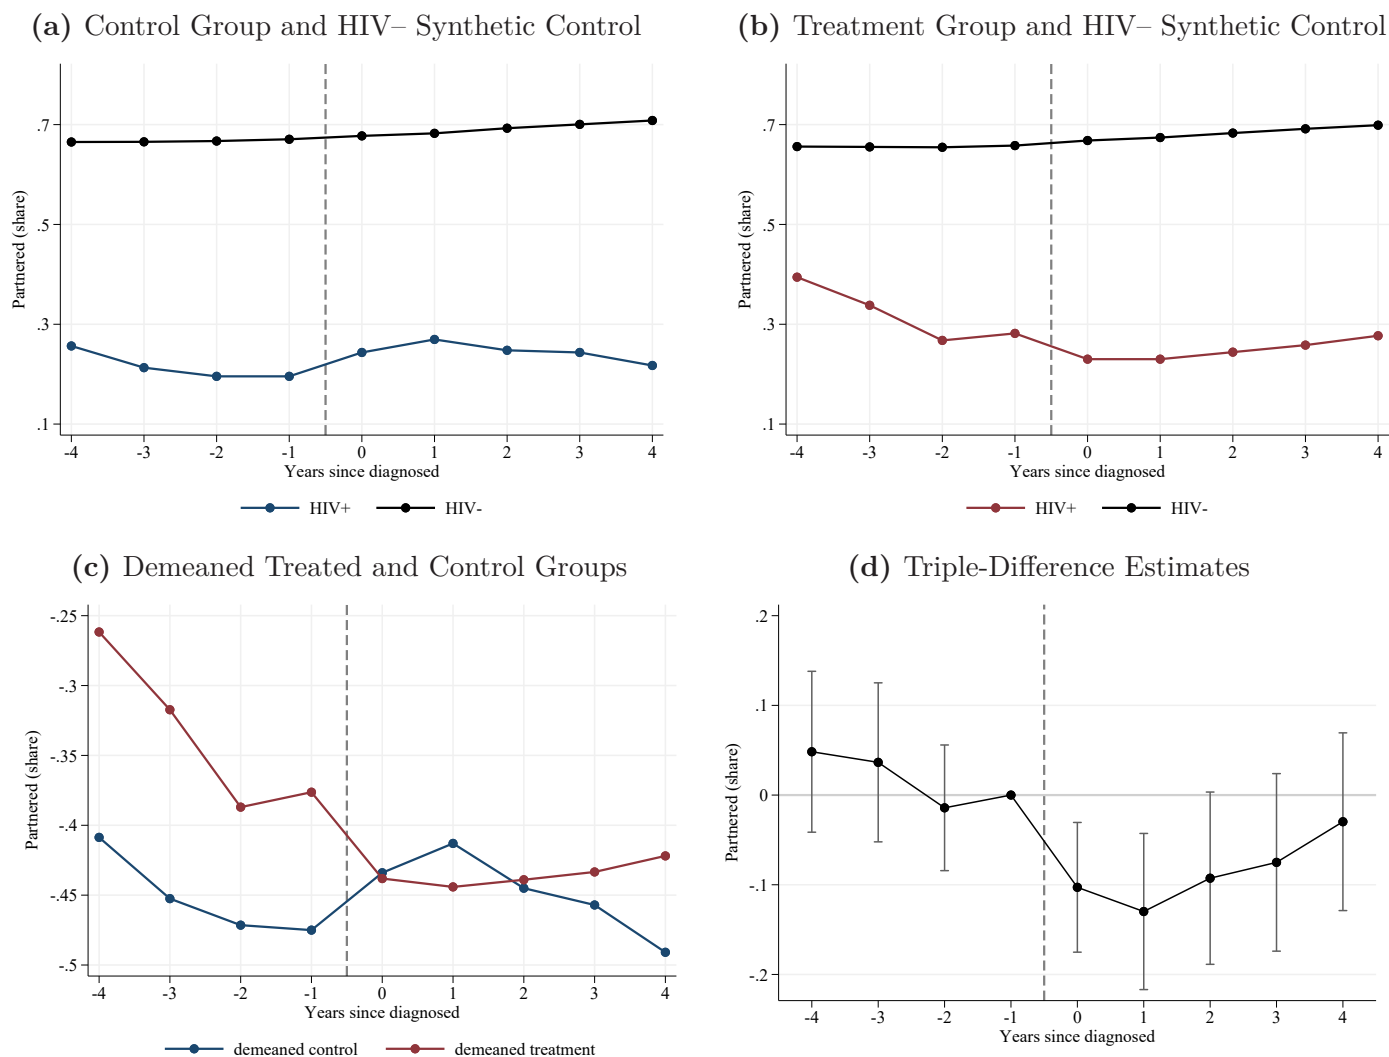 (a) Control Group and HIV– Synthetic Control
.7
.5
.3
.1
Partnered (share)
-4 -3 -2 -1 0 1 2 3 4
Years since diagnosed
HIV+ HIV-
(b) Treatment Group and HIV– Synthetic Control
.7
.5
.3
.1
Partnered (share)
-4 -3 -2 -1 0 1 2 3 4
Years since diagnosed
HIV+ HIV-
(c) Demeaned Treated and Control Groups
-.25
-.3
-.35
-.4
-.45
-.5
Partnered (share)
-4 -3 -2 -1 0 1 2 3 4
Years since diagnosed
demeaned control demeaned treatment
(d) Triple-Difference Estimates
.2
.1
0
-.1
-.2
Partnered (share)
-4 -3 -2 -1 0 1 2 3 4
Years since diagnosed